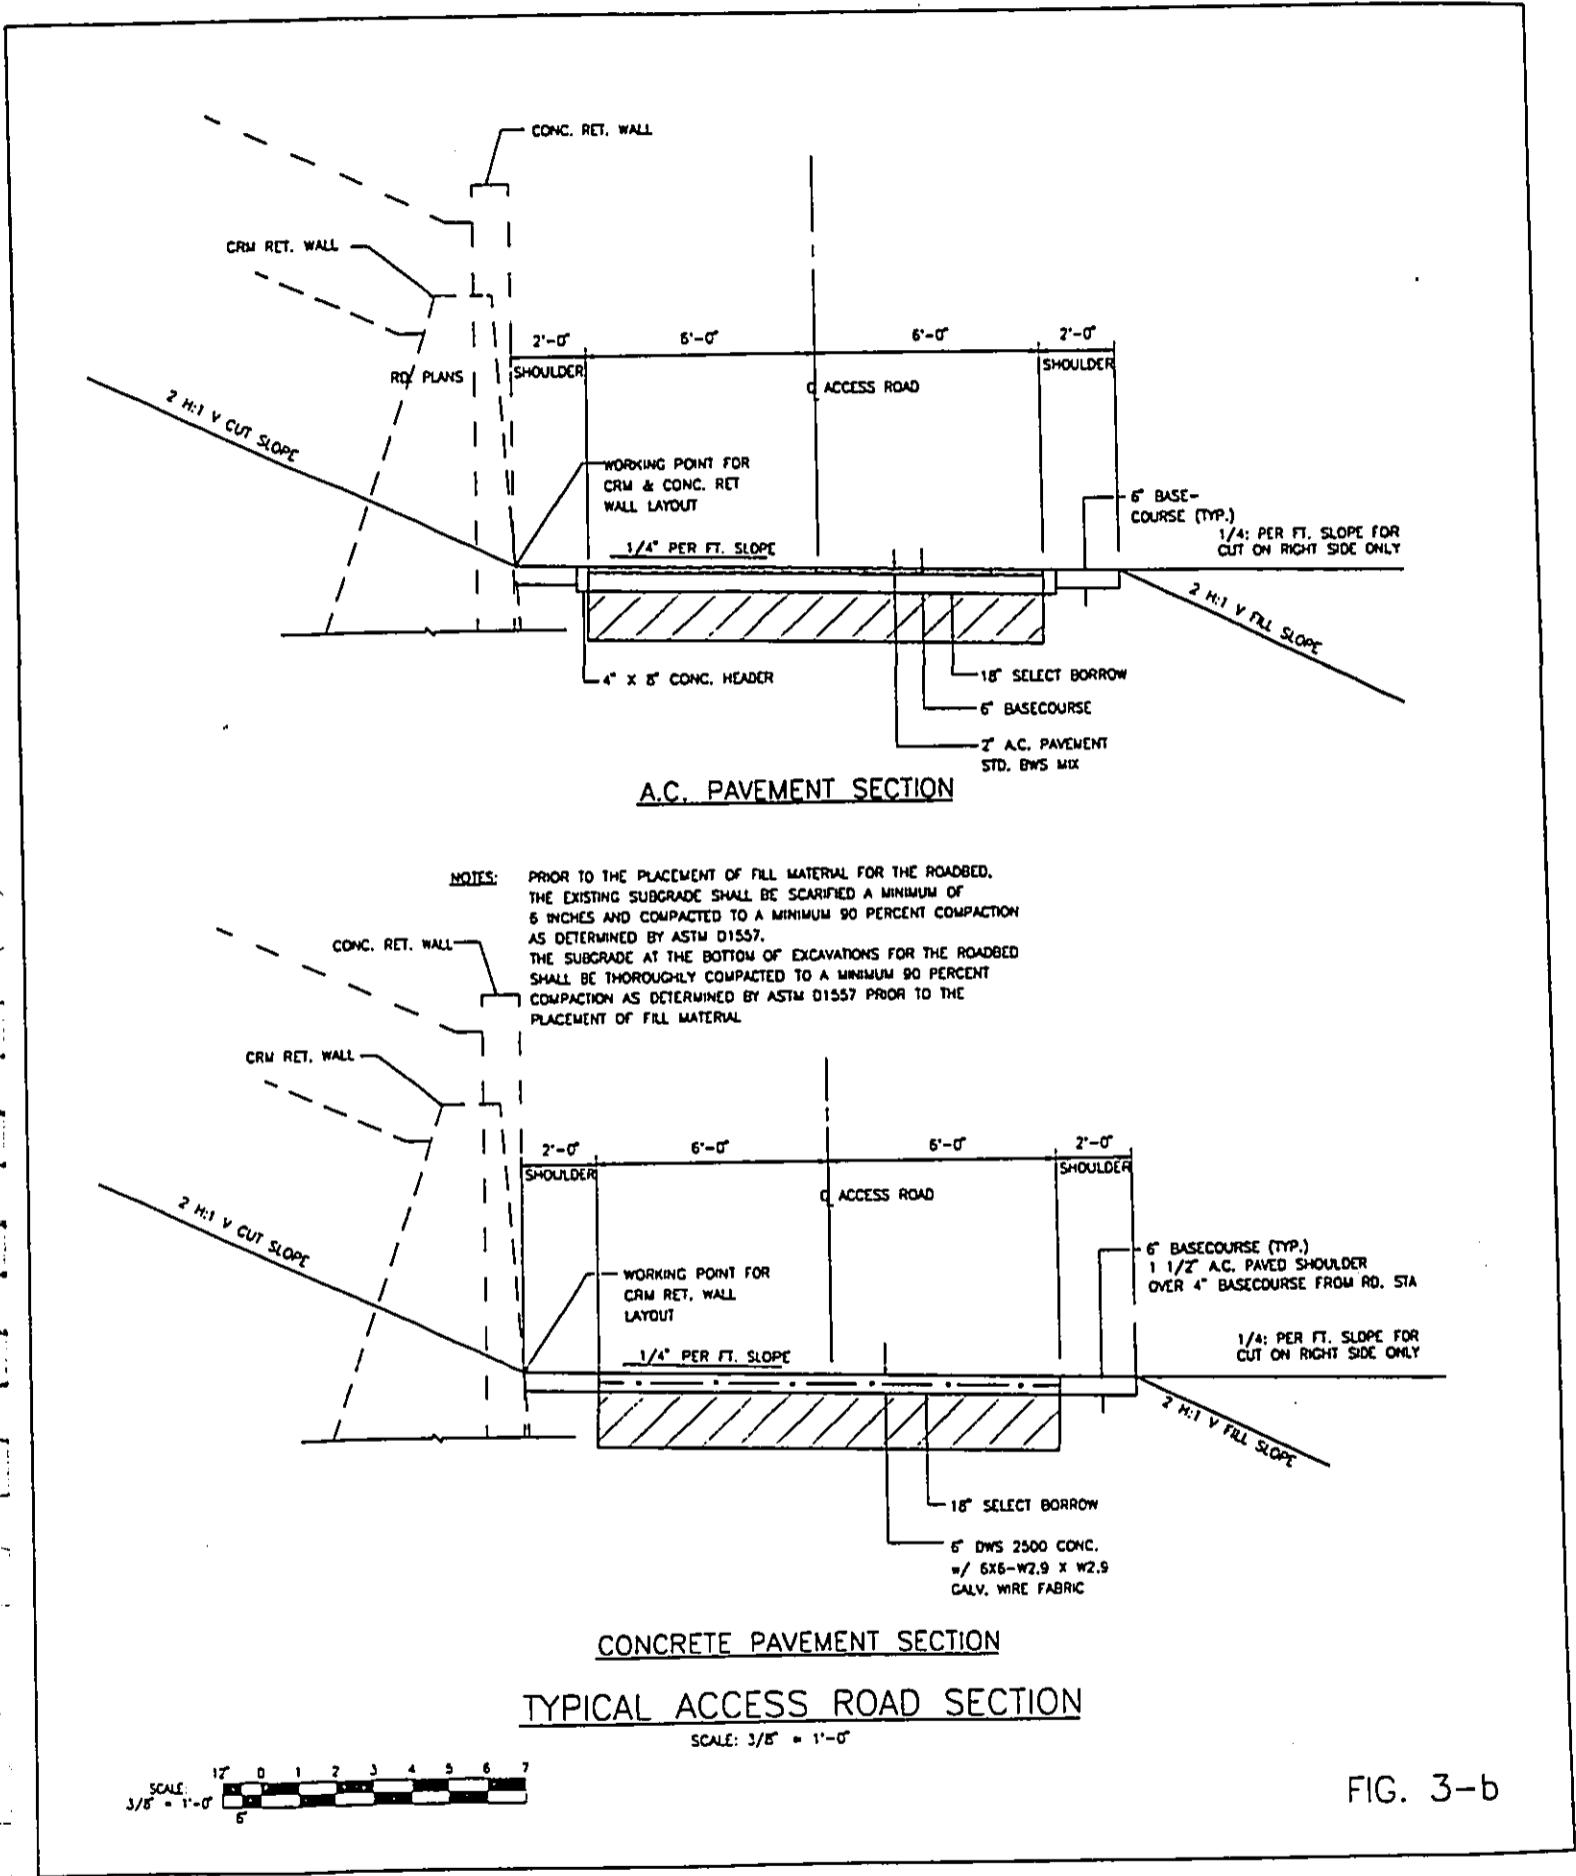 CONC. RET. WALL
CRM RET. WALL
2'-0"
6'-0"
6'-0"
2'-0"
RD. PLANS
SHOULDER
SHOULDER
℄ ACCESS ROAD
2 H:1 V CUT SLOPE
WORKING POINT FOR
CRM & CONC. RET
WALL LAYOUT
6" BASE-
COURSE (TYP.)
1/4: PER FT. SLOPE FOR
CUT ON RIGHT SIDE ONLY
1/4" PER FT. SLOPE
2 H:1 V FILL SLOPE
4" X 8" CONC. HEADER
18" SELECT BORROW
6" BASECOURSE
2" A.C. PAVEMENT
STD. BWS MIX
A.C. PAVEMENT SECTION
NOTES:
PRIOR TO THE PLACEMENT OF FILL MATERIAL FOR THE ROADBED,
THE EXISTING SUBGRADE SHALL BE SCARIFIED A MINIMUM OF
6 INCHES AND COMPACTED TO A MINIMUM 90 PERCENT COMPACTION
AS DETERMINED BY ASTM D1557.
THE SUBGRADE AT THE BOTTOM OF EXCAVATIONS FOR THE ROADBED
SHALL BE THOROUGHLY COMPACTED TO A MINIMUM 90 PERCENT
COMPACTION AS DETERMINED BY ASTM D1557 PRIOR TO THE
PLACEMENT OF FILL MATERIAL
CONC. RET. WALL
CRM RET. WALL
2'-0"
6'-0"
6'-0"
2'-0"
SHOULDER
SHOULDER
℄ ACCESS ROAD
2 H:1 V CUT SLOPE
6" BASECOURSE (TYP.)
1 1/2" A.C. PAVED SHOULDER
OVER 4" BASECOURSE FROM RD. STA
WORKING POINT FOR
CRM RET. WALL
LAYOUT
1/4: PER FT. SLOPE FOR
CUT ON RIGHT SIDE ONLY
1/4" PER FT. SLOPE
2 H:1 V FILL SLOPE
18" SELECT BORROW
6" DWS 2500 CONC.
w/ 6X6-W2.9 X W2.9
GALV. WIRE FABRIC
CONCRETE PAVEMENT SECTION
TYPICAL ACCESS ROAD SECTION
SCALE: 3/8" = 1'-0"
12" 0 1 2 3 4 5 6 7
SCALE:
3/8" = 1'-0"
6"
FIG. 3-b